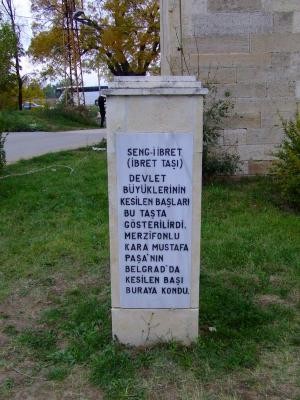 SENG-İ İBRET
(İBRET TAŞI)
DEVLET
BÜYÜKLERİNİN
KESİLEN BAŞLARI
BU TAŞTA
GÖSTERİLİRDİ.
MERZİFONLU
KARA MUSTAFA
PAŞA'NIN
BELGRAD'DA
KESİLEN BAŞI
BURAYA KONDU.